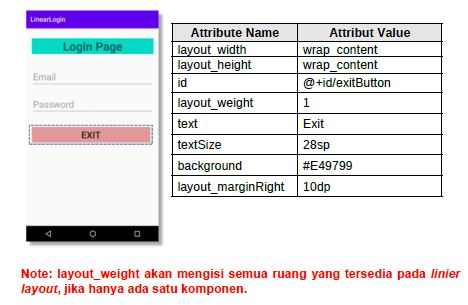 LinearLogin
Login Page
Email
Password
EXIT
Attribute Name Attribut Value
layout_width wrap_content
layout_height wrap_content
id @+id/exitButton
layout_weight 1
text Exit
textSize 28sp
background #E49799
layout_marginRight 10dp
Note: layout_weight akan mengisi semua ruang yang tersedia pada linier
layout, jika hanya ada satu komponen.